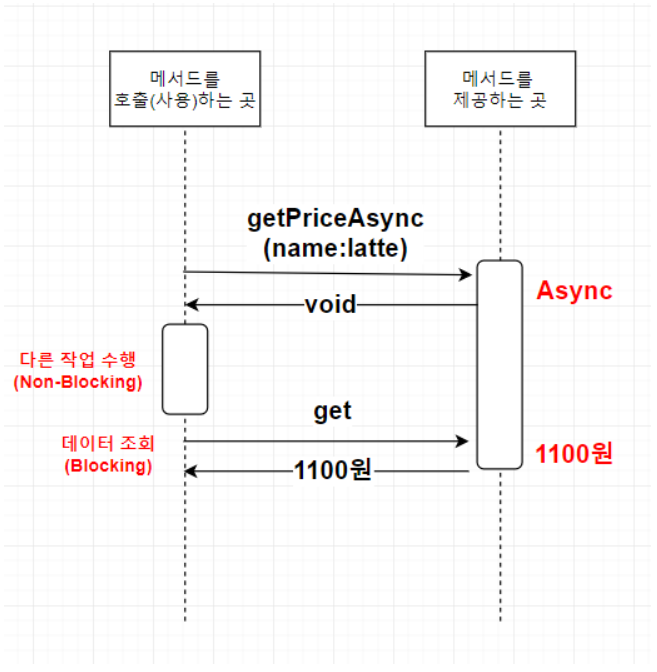 메서드를
호출(사용)하는 곳
메서드를
제공하는 곳
getPriceAsync
(name:latte)
Async
void
다른 작업 수행
(Non-Blocking)
get
데이터 조회
(Blocking)
1100원
1100원